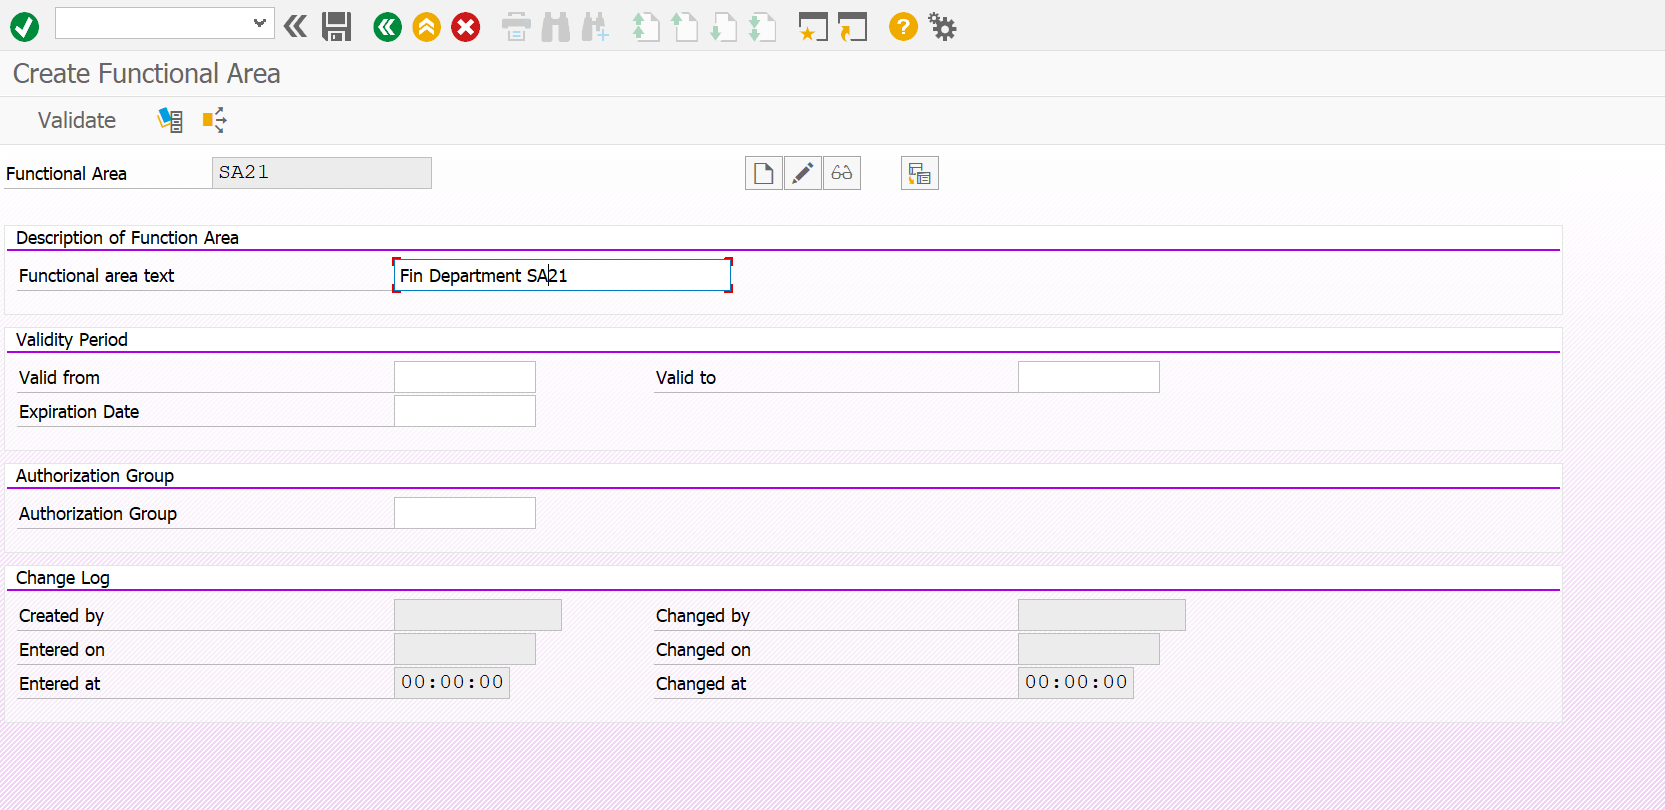 Create Functional Area
Validate
Functional Area SA21
Description of Function Area
Functional area text Fin Department SA21
Validity Period
Valid from Valid to
Expiration Date
Authorization Group
Authorization Group
Change Log
Created by Changed by
Entered on Changed on
Entered at 00:00:00 Changed at 00:00:00